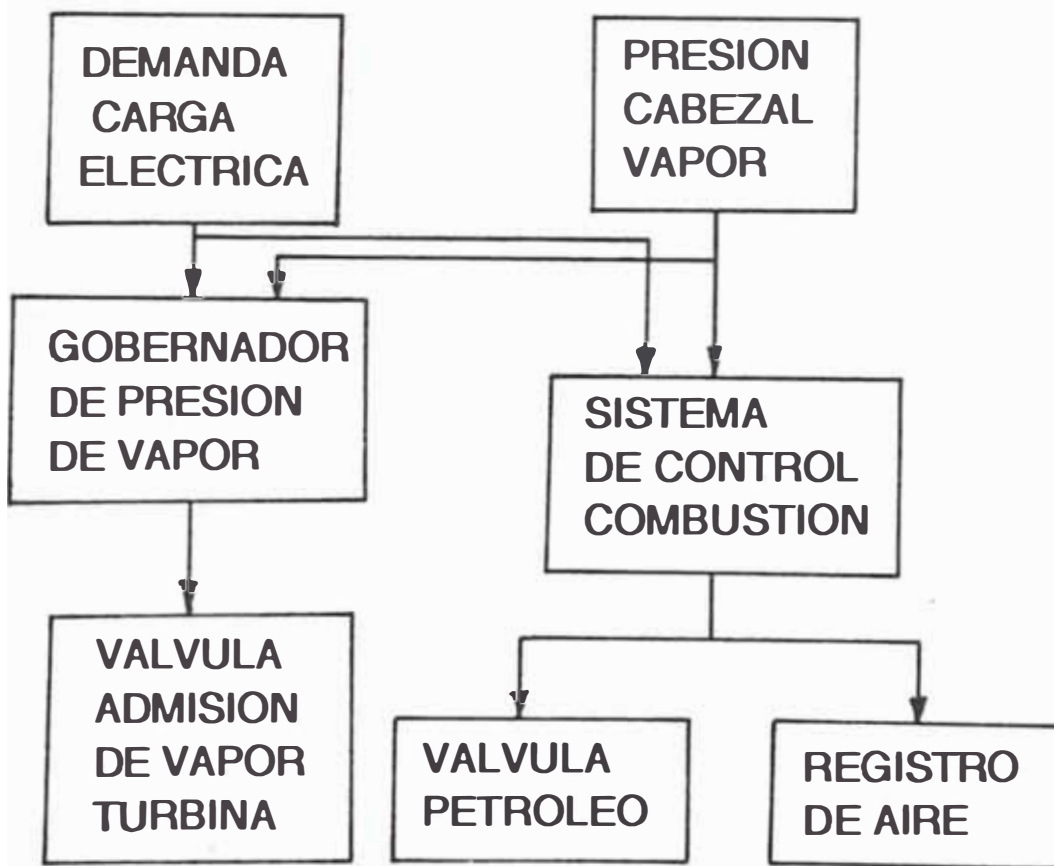 DEMANDA
CARGA
ELECTRICA
PRESION
CABEZAL
VAPOR
GOBERNADOR
DE PRESION
DE VAPOR
SISTEMA
DE CONTROL
COMBUSTION
VALVULA
ADMISION
DE VAPOR
TURBINA
VALVULA
PETROLEO
REGISTRO
DE AIRE